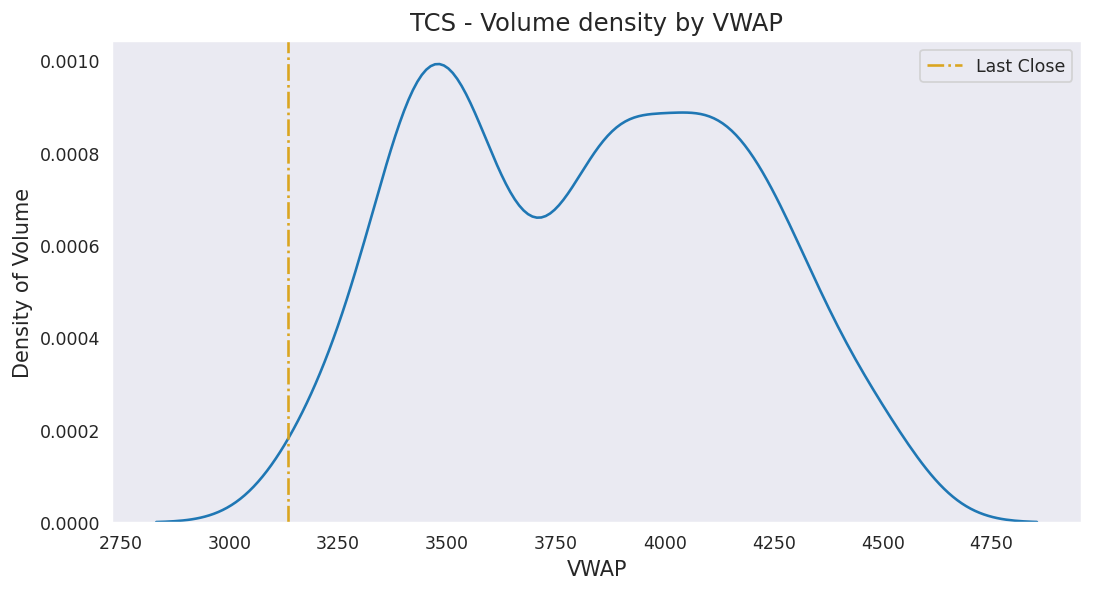 TCS - Volume density by VWAP
Last Close
Density of Volume
0.0010
0.0008
0.0006
0.0004
0.0002
0.0000
2750 3000 3250 3500 3750 4000 4250 4500 4750
VWAP